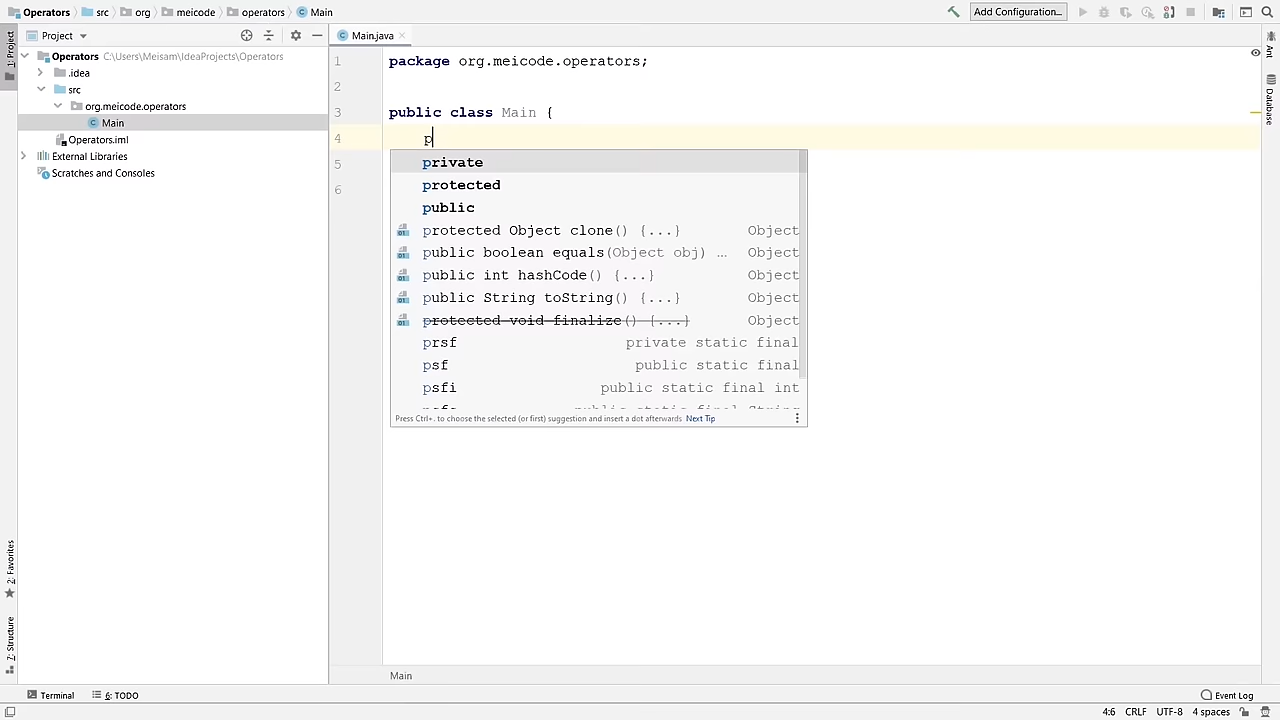 Operators src org meicode operators Main Add Configuration...
1: Project
Project
Main.java
Operators C:\Users\Meisam\IdeaProjects\Operators
.idea
src
org.meicode.operators
Main
Operators.iml
External Libraries
Scratches and Consoles
1 package org.meicode.operators;
2
3 public class Main {
4 p
5
6
private
protected
public
protected Object clone() {...} Object
public boolean equals(Object obj) ... Object
public int hashCode() {...} Object
public String toString() {...} Object
protected void finalize() {...} Object
prsf private static final
psf public static final
psfi public static final int
psfs public static final String
Press Ctrl+. to choose the selected (or first) suggestion and insert a dot afterwards Next Tip
Ant
Database
2: Favorites
7: Structure
Main
Terminal 6: TODO Event Log
4:6 CRLF UTF-8 4 spaces